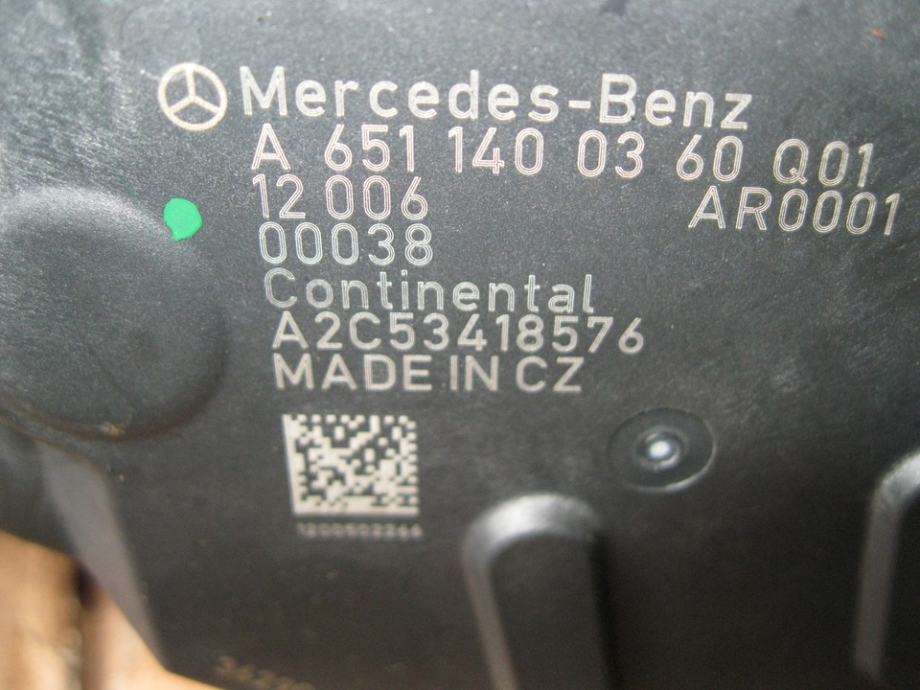 Mercedes-Benz
A 651 140 03 60 Q01
12 006 AR0001
00038
Continental
A2C53418576
MADE IN CZ